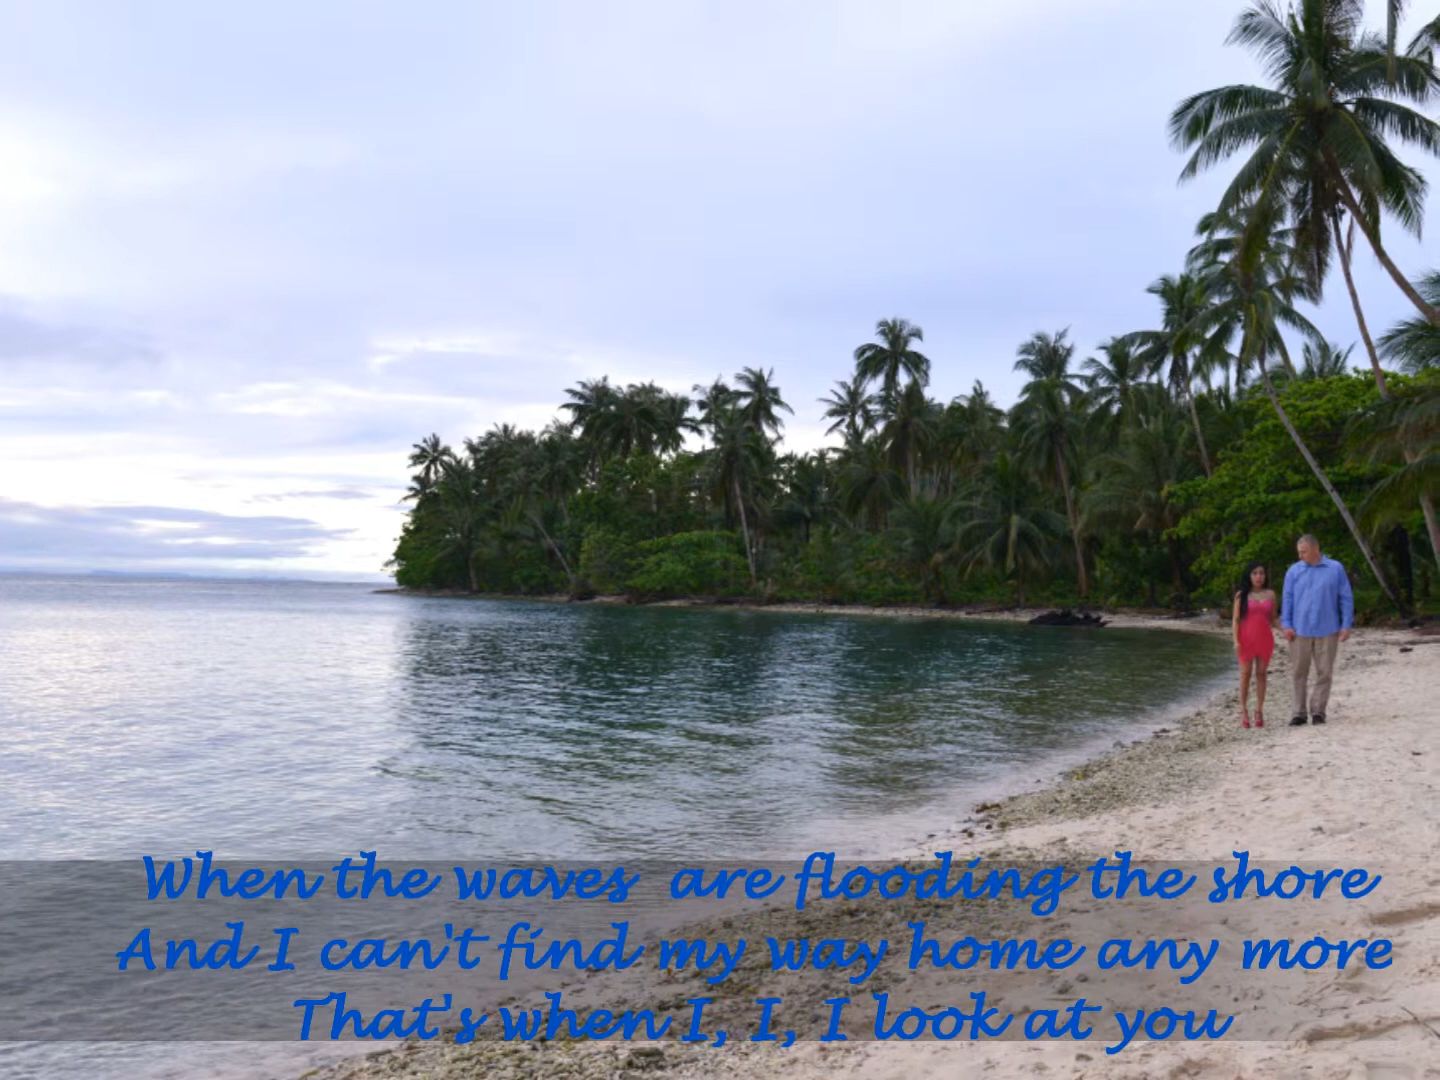 When the waves are flooding the shore
And I can't find my way home any more
That's when I, I, I look at you